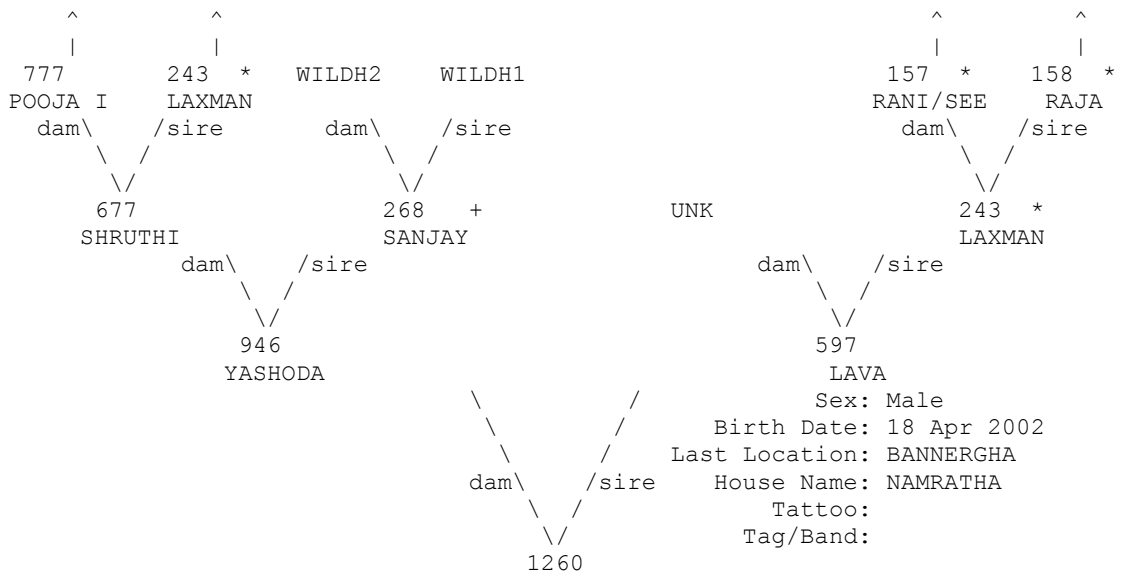 ^ ^ ^ ^
| | | |
777 243 * WILDH2 WILDH1 157 * 158 *
POOJA I LAXMAN RANI/SEE RAJA
dam\ /sire dam\ /sire dam\ /sire
\ / \ / \ /
\/ \/ \/
677 268 + UNK 243 *
SHRUTHI SANJAY LAXMAN
dam\ /sire dam\ /sire
\ / \ /
\/ \/
946 597
YASHODA LAVA
\ / Sex: Male
\ / Birth Date: 18 Apr 2002
\ / Last Location: BANNERGHA
dam\ /sire House Name: NAMRATHA
\ / Tattoo:
\/ Tag/Band:
1260